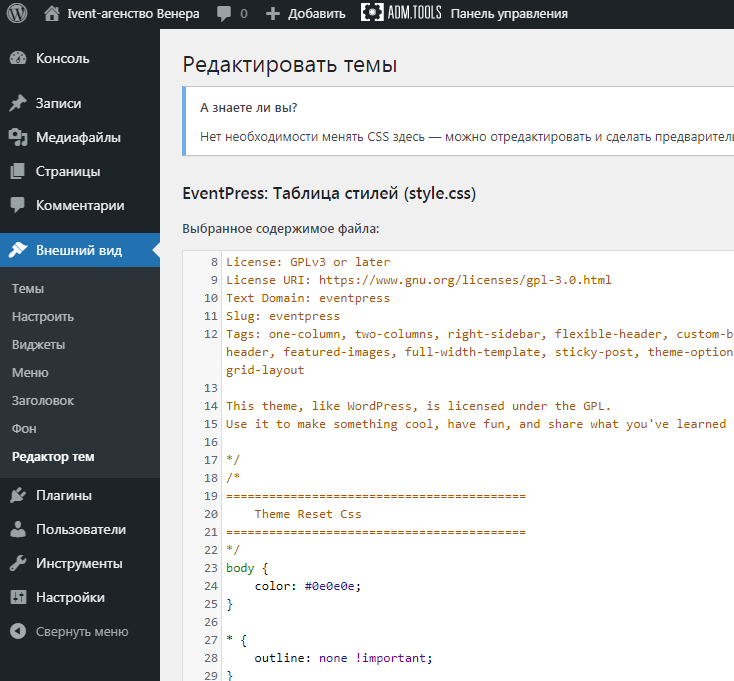 Ivent-агенство Венера 0 Добавить ADM.TOOLS Панель управления
Консоль
Записи
Медиафайлы
Страницы
Комментарии
Внешний вид
Темы
Настроить
Виджеты
Меню
Заголовок
Фон
Редактор тем
Плагины
Пользователи
Инструменты
Настройки
Свернуть меню
Редактировать темы
А знаете ли вы?
Нет необходимости менять CSS здесь — можно отредактировать и сделать предваритель
EventPress: Таблица стилей (style.css)
Выбранное содержимое файла:
8 License: GPLv3 or later
9 License URI: https://www.gnu.org/licenses/gpl-3.0.html
10 Text Domain: eventpress
11 Slug: eventpress
12 Tags: one-column, two-columns, right-sidebar, flexible-header, custom-b
header, featured-images, full-width-template, sticky-post, theme-option
grid-layout
13
14 This theme, like WordPress, is licensed under the GPL.
15 Use it to make something cool, have fun, and share what you've learned
16
17 */
18 /*
19 ==========================================
20 Theme Reset Css
21 ==========================================
22 */
23 body {
24 color: #0e0e0e;
25 }
26
27 * {
28 outline: none !important;
29 }